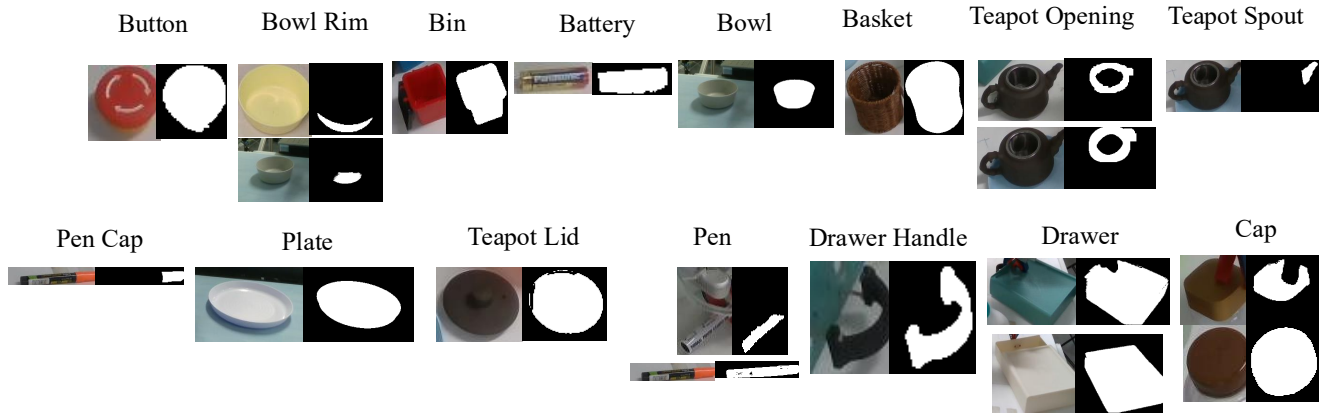 Button
Bowl Rim
Bin
Battery
Bowl
Basket
Teapot Opening
Teapot Spout
Panasonic
Pen Cap
Plate
Teapot Lid
Pen
Drawer Handle
Drawer
Cap